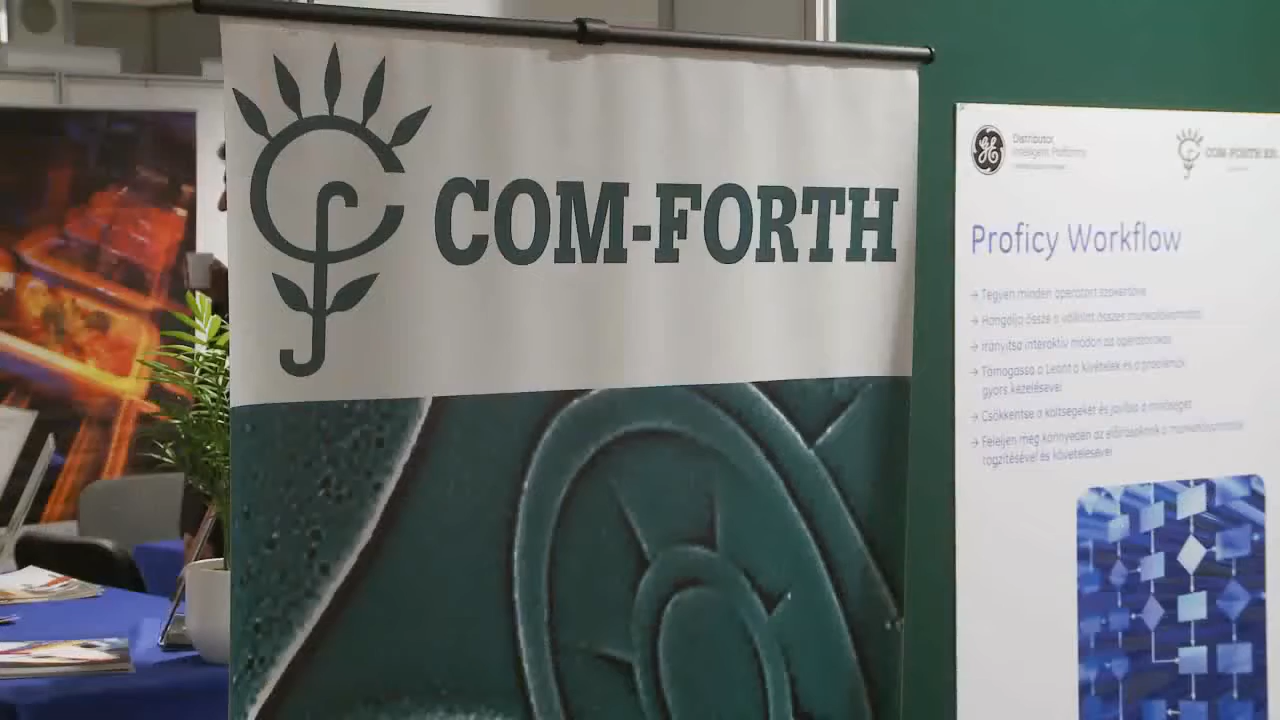 COM-FORTH
Distributor
Intelligent Platforms
COM-FORTH Kft.
Proficy Workflow
→ Tegyen minden operátort szakértővé
→ Hangolja össze a vállalat összes munkafolyamatát
→ Irányítsa interaktív módon az operátorokat
→ Támogassa a Leant a kivételek és a problémák
gyors kezelésével
→ Csökkentse a költségeket és javítsa a minőséget
→ Feleljen meg könnyedén az előírásoknak a munkafolyamatok
rögzítésével és követésével